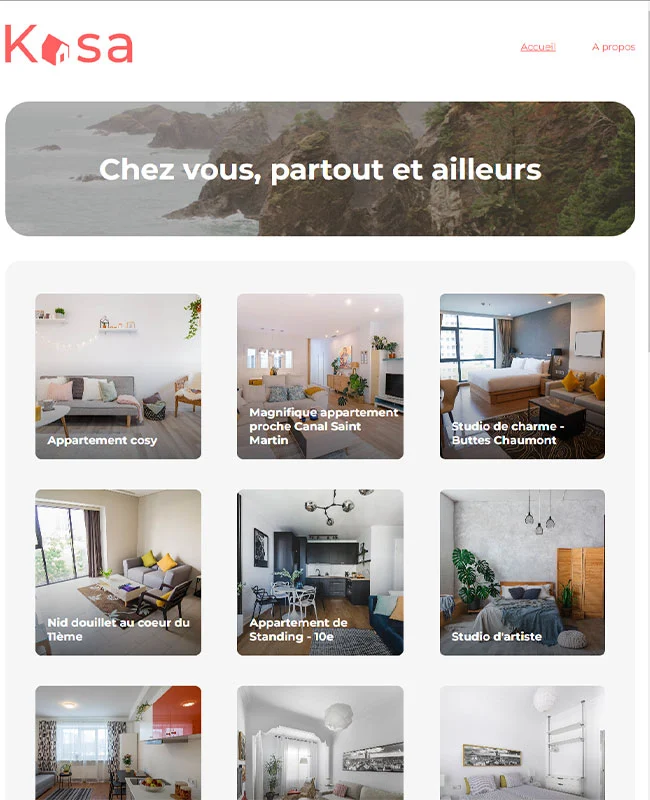 Kasa
Accueil
A propos
Chez vous, partout et ailleurs
Appartement cosy
Magnifique appartement
proche Canal Saint
Martin
Studio de charme -
Buttes Chaumont
Nid douillet au coeur du
11ème
Appartement de
Standing - 10e
Studio d'artiste